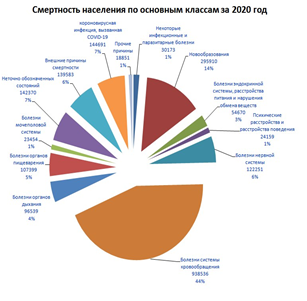 Смертность населения по основным классам за 2020 год
коронавирусная
инфекция, вызванная
COVID-19
144691
7%
Прочие
причины
18851
1%
Некоторые
инфекционные и
паразитарные болезни
30173
1%
Новообразования
295910
14%
Болезни эндокринной
системы, расстройства
питания и нарушения
обмена веществ
54670
3%
Психические
расстройства и
расстройства поведения
24159
1%
Болезни нервной
системы
122251
6%
Болезни системы
кровообращения
938536
44%
Болезни органов
дыхания
96539
4%
Болезни органов
пищеварения
107399
5%
Болезни
мочеполовой
системы
23454
1%
Неточно обозначенных
состояний
142370
7%
Внешние причины
смертности
139583
6%